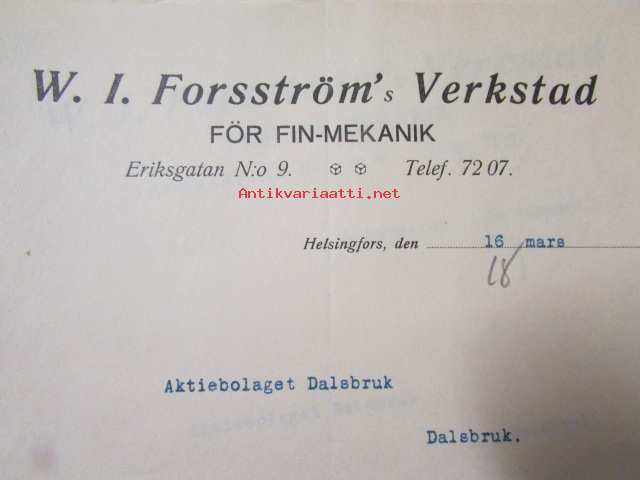 W. I. Forsström's Verkstad
FÖR FIN-MEKANIK
Eriksgatan N:o 9. Telef. 72 07.
Antikvariaatti.net
Helsingfors, den 16 mars
18
Aktiebolaget Dalsbruk
Dalsbruk.